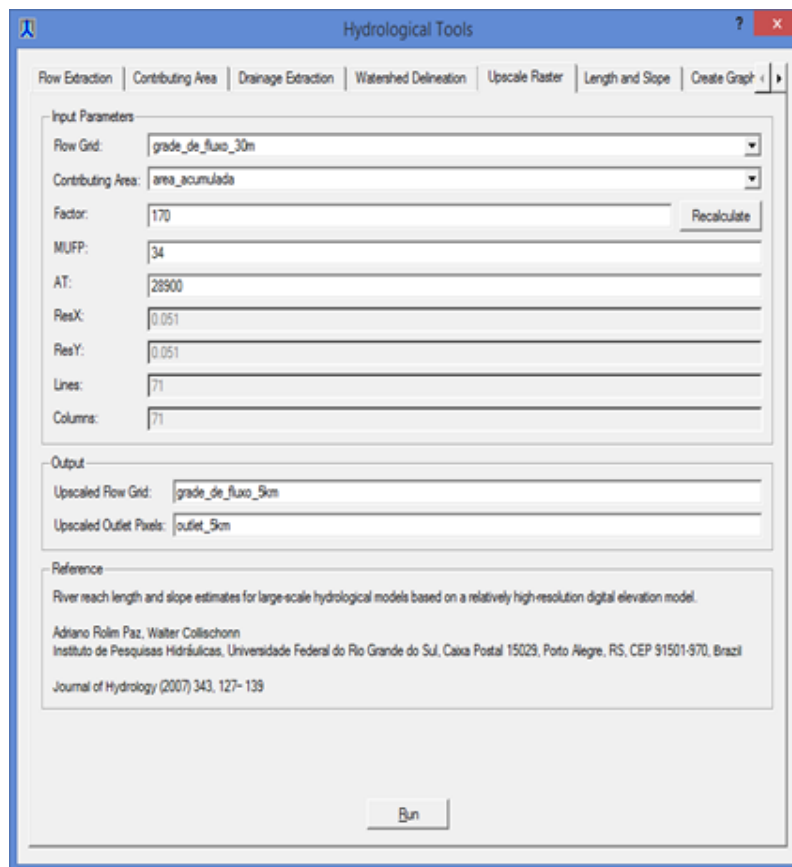 Hydrological Tools
?
x
Flow Extraction
Contributing Area
Drainage Extraction
Watershed Delineation
Upscale Raster
Length and Slope
Create Graph
Input Parameters
Flow Grid: grade_de_fluxo_30m
Contributing Area: area_acumulada
Factor: 170 Recalculate
MUFP: 34
AT: 28900
ResX: 0.051
ResY: 0.051
Lines: 71
Columns: 71
Output
Upscaled Flow Grid: grade_de_fluxo_5km
Upscaled Outlet Pixels: outlet_5km
Reference
River reach length and slope estimates for large-scale hydrological models based on a relatively high-resolution digital elevation model.
Adriano Rolim Paz, Walter Collischonn
Instituto de Pesquisas Hidráulicas, Universidade Federal do Rio Grande do Sul, Caixa Postal 15029, Porto Alegre, RS, CEP 91501-970, Brazil
Journal of Hydrology (2007) 343, 127– 139
Run